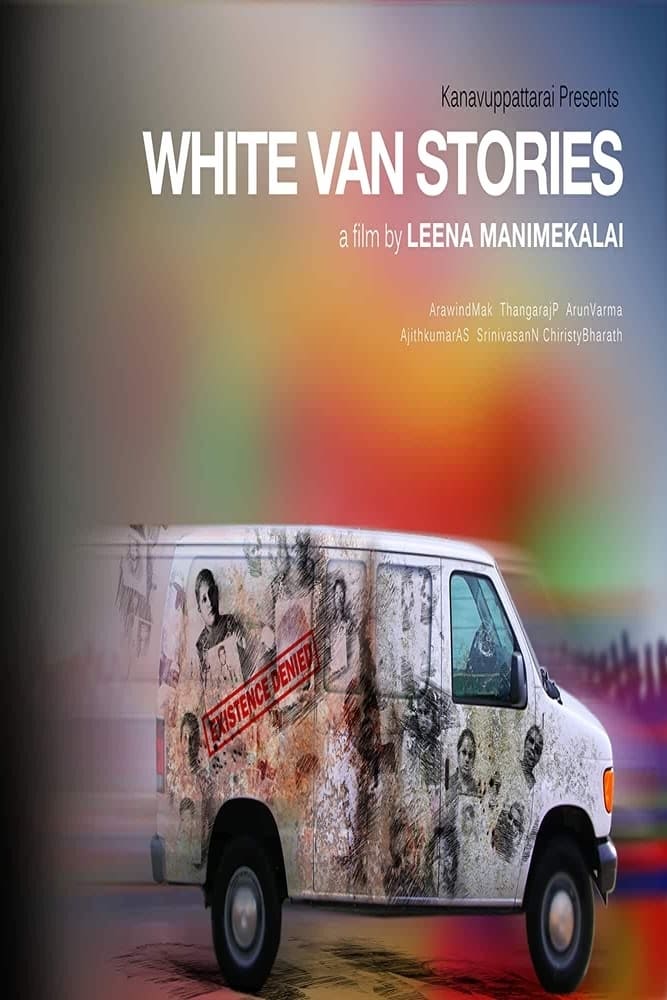 Kanavuppattarai Presents
WHITE VAN STORIES
a film by LEENA MANIMEKALAI
ArawindMak ThangarajP ArunVarma
AjithkumarAS SrinivasanN ChiristyBharath
EXISTENCE DENIED